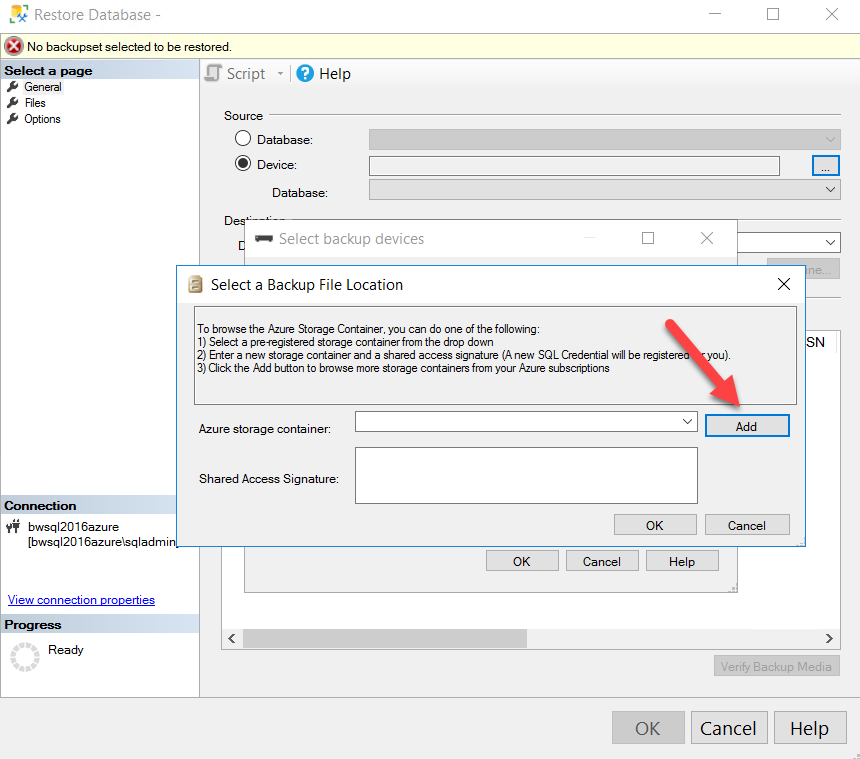 Restore Database -
No backupset selected to be restored.
Select a page
General
Files
Options
Script
Help
Source
Database:
Device:
...
Database:
Select backup devices
Select a Backup File Location
To browse the Azure Storage Container, you can do one of the following:
1) Select a pre-registered storage container from the drop down
2) Enter a new storage container and a shared access signature (A new SQL Credential will be registered you).
3) Click the Add button to browse more storage containers from your Azure subscriptions
Azure storage container:
Add
Shared Access Signature:
OK
Cancel
Connection
bwsql2016azure
[bwsql2016azure\sqladmin
OK
Cancel
Help
View connection properties
Progress
Ready
Verify Backup Media
OK
Cancel
Help